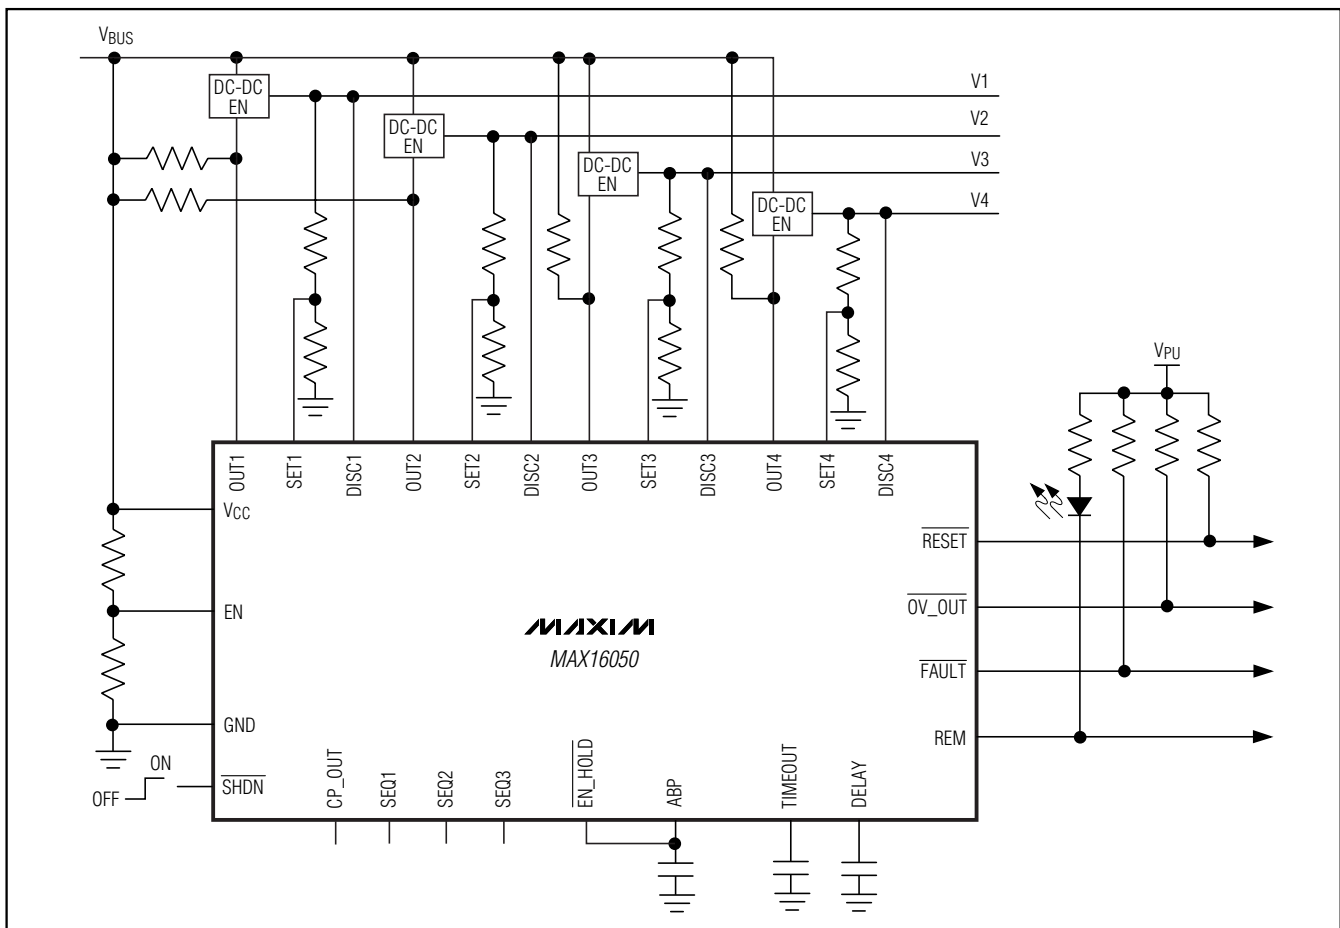 VBUS
DC-DC
EN
V1
DC-DC
EN
V2
DC-DC
EN
V3
DC-DC
EN
V4
VPU
OUT1
SET1
DISC1
OUT2
SET2
DISC2
OUT3
SET3
DISC3
OUT4
SET4
DISC4
VCC
RESET
EN
OV_OUT
MAXIM
MAX16050
FAULT
GND
REM
ON
OFF
SHDN
CP_OUT
SEQ1
SEQ2
SEQ3
EN_HOLD
ABP
TIMEOUT
DELAY